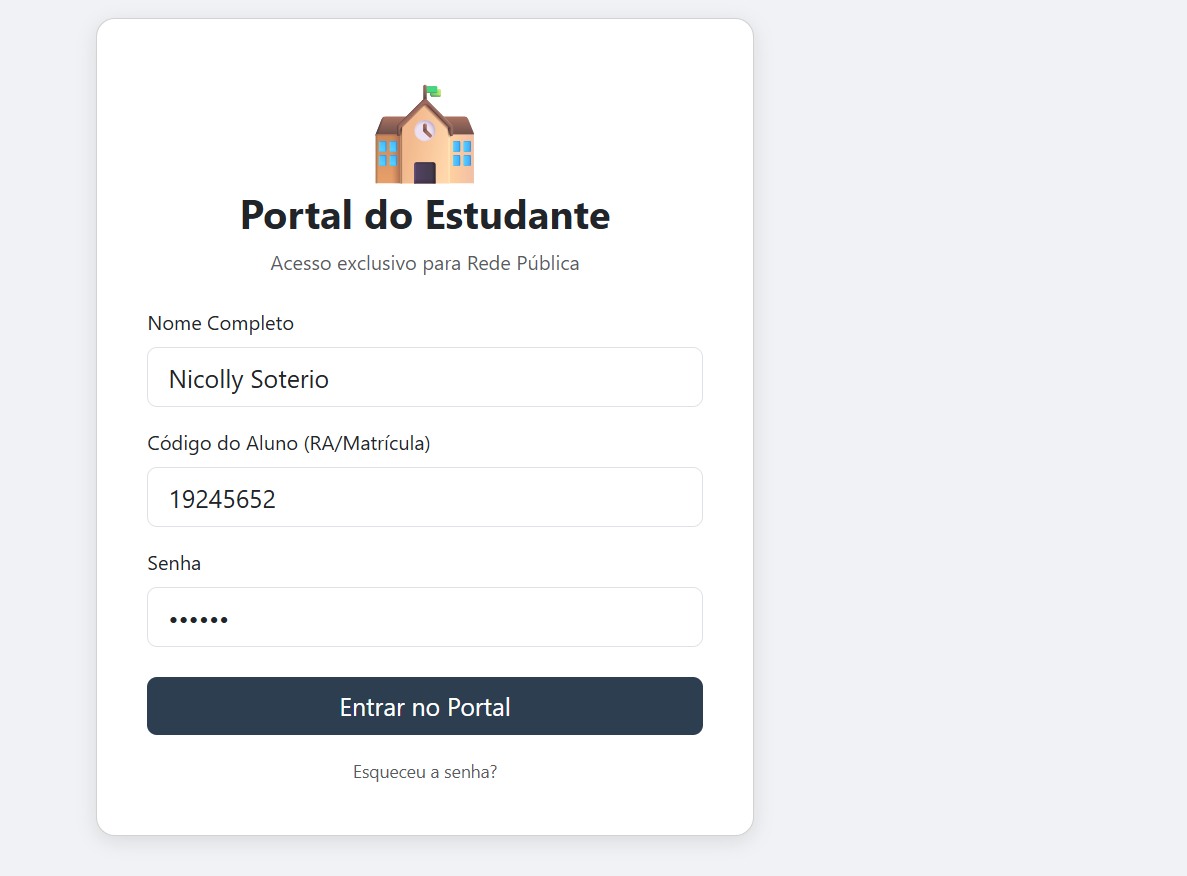 Portal do Estudante
Acesso exclusivo para Rede Pública
Nome Completo
Nicolly Soterio
Código do Aluno (RA/Matrícula)
19245652
Senha
••••••
Entrar no Portal
Esqueceu a senha?